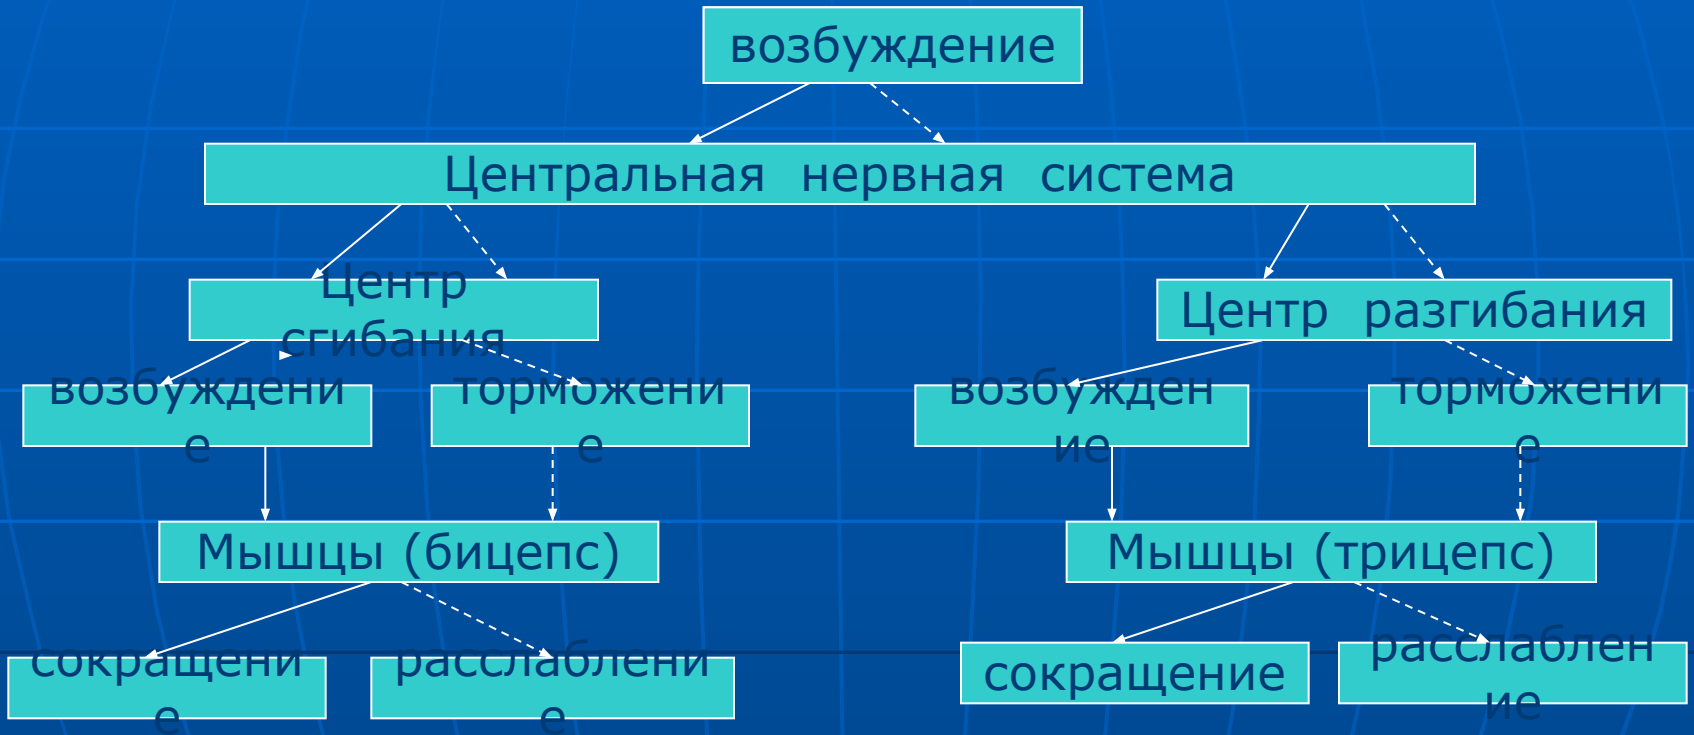 возбуждение
Центральная нервная система
Центр
сгибания
Центр разгибания
возбуждени
е
торможени
е
возбужден
ие
торможени
е
Мышцы (бицепс)
Мышцы (трицепс)
сокращени
е
расслаблени
е
сокращение
расслаблен
ие